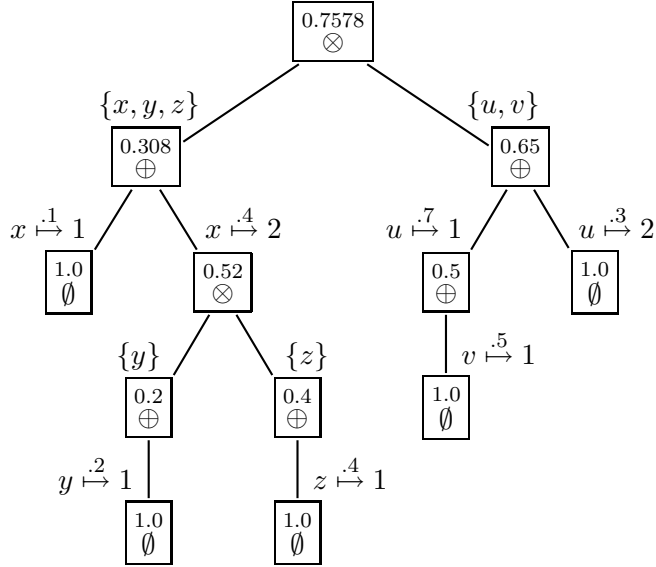 0.7578
⊗
{x, y, z} {u, v}
0.308 0.65
⊕ ⊕
x .1↦ 1 x .4↦ 2 u .7↦ 1 u .3↦ 2
1.0 0.52 0.5 1.0
∅ ⊗ ⊕ ∅
{y} {z} v .5↦ 1
0.2 0.4 1.0
⊕ ⊕ ∅
y .2↦ 1 z .4↦ 1
1.0 1.0
∅ ∅